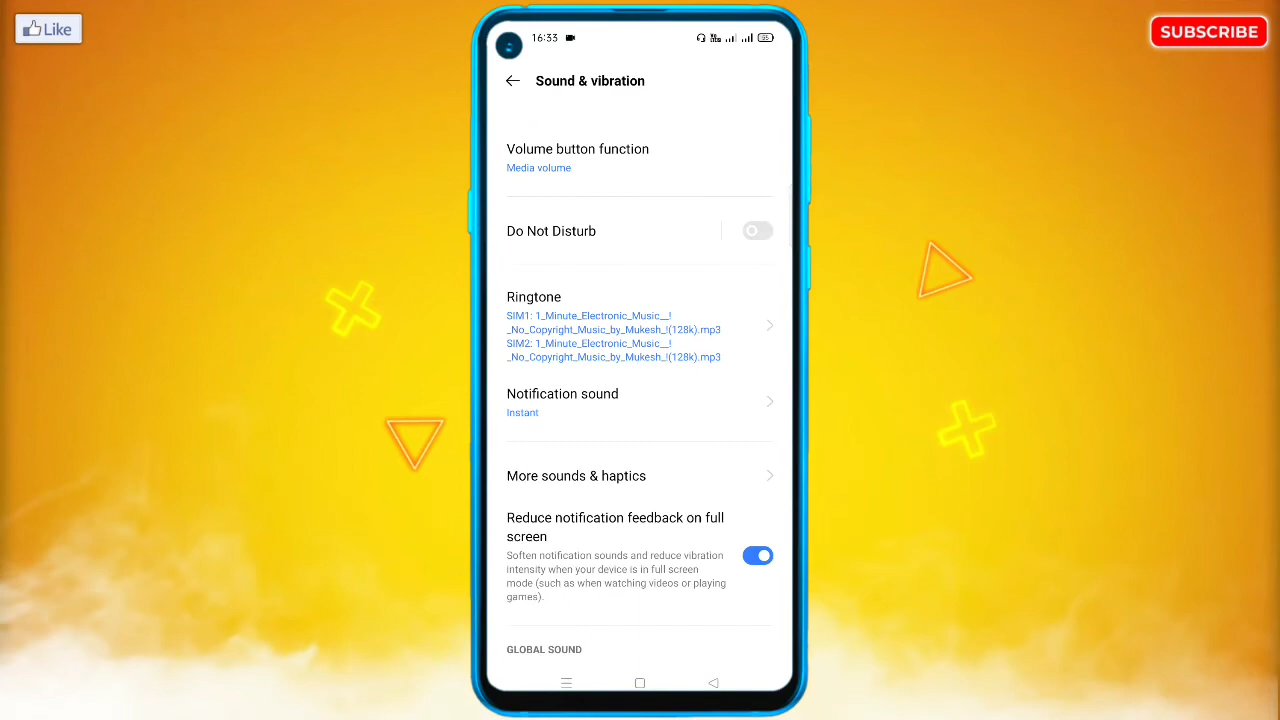 Like
SUBSCRIBE
16:33
55
Sound & vibration
Volume button function
Media volume
Do Not Disturb
Ringtone
SIM1: 1_Minute_Electronic_Music__!
_No_Copyright_Music_by_Mukesh_!(128k).mp3
SIM2: 1_Minute_Electronic_Music__!
_No_Copyright_Music_by_Mukesh_!(128k).mp3
Notification sound
Instant
More sounds & haptics
Reduce notification feedback on full
screen
Soften notification sounds and reduce vibration
intensity when your device is in full screen
mode (such as when watching videos or playing
games).
GLOBAL SOUND